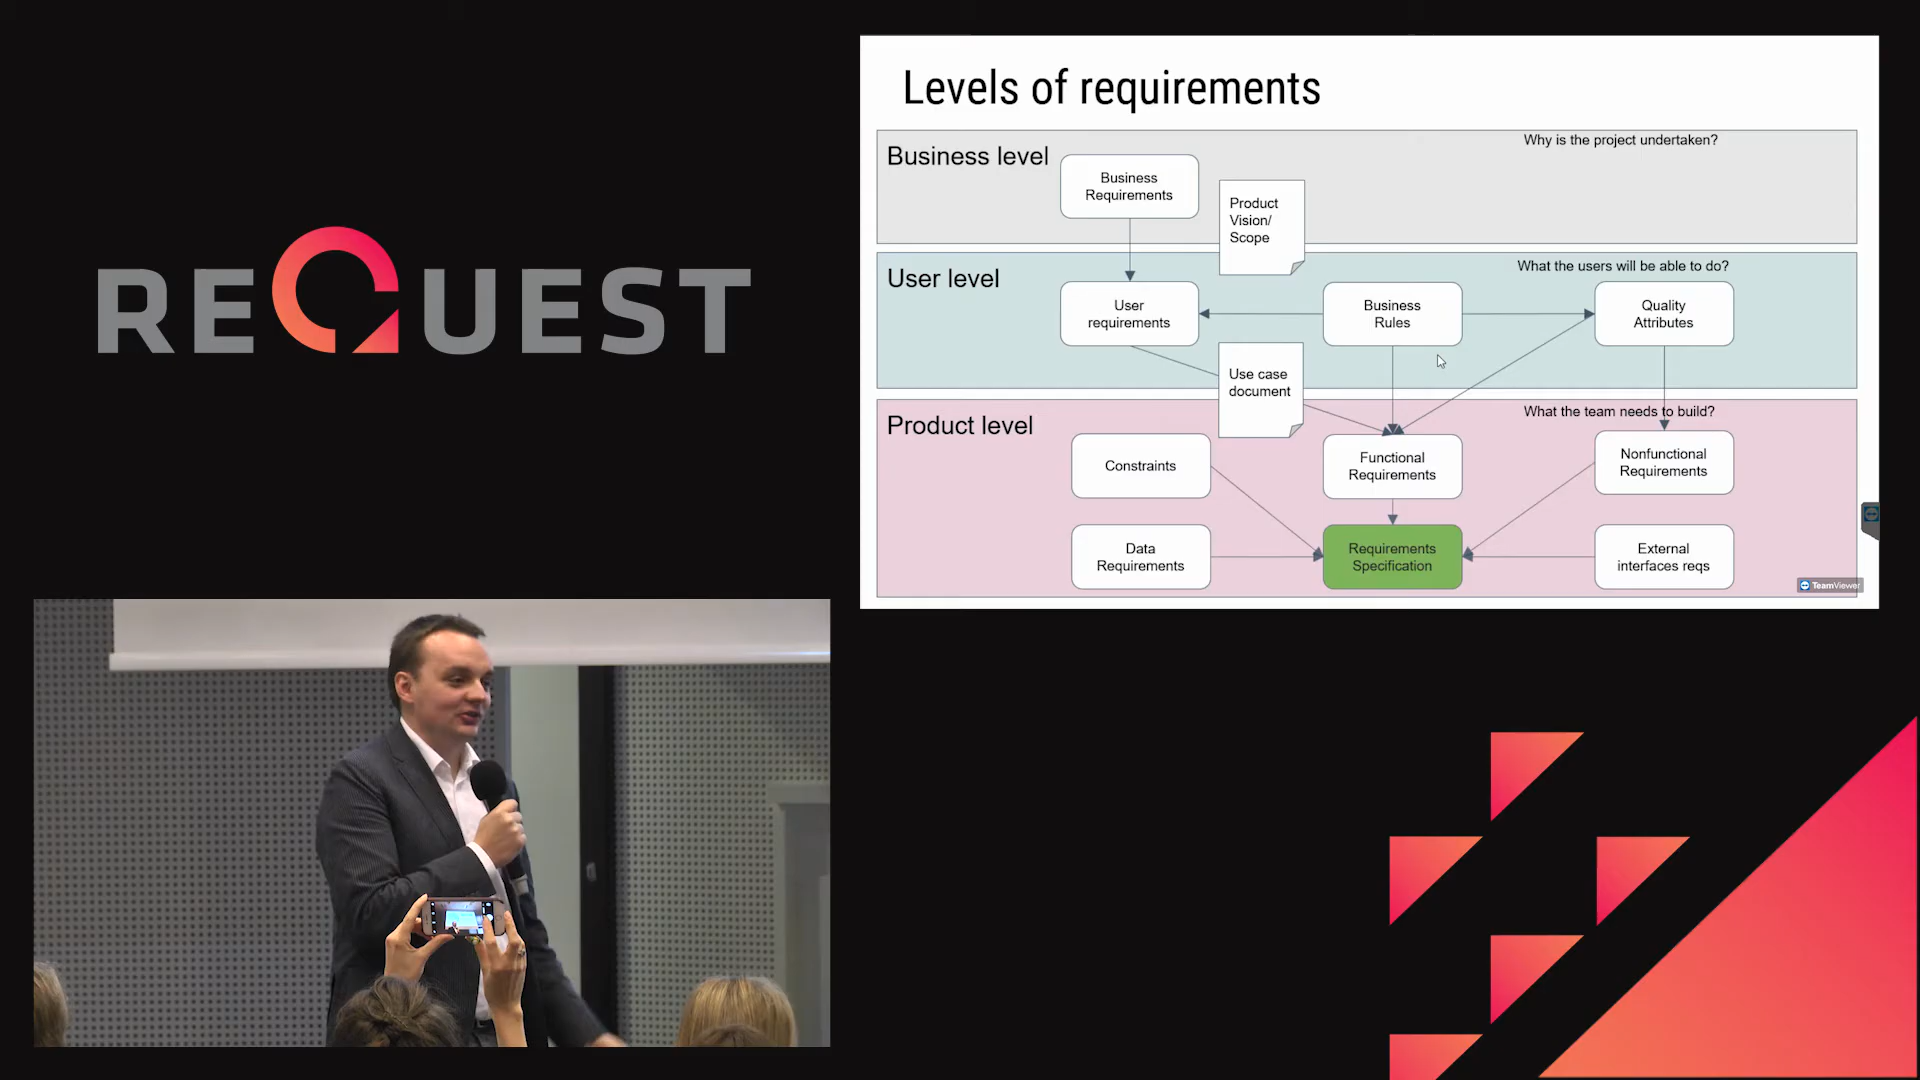 REQUEST
Levels of requirements
Business level
Why is the project undertaken?
Business
Requirements
Product
Vision/
Scope
User level
What the users will be able to do?
User
requirements
Business
Rules
Quality
Attributes
Use case
document
Product level
What the team needs to build?
Constraints
Functional
Requirements
Nonfunctional
Requirements
Data
Requirements
Requirements
Specification
External
interfaces reqs
TeamViewer